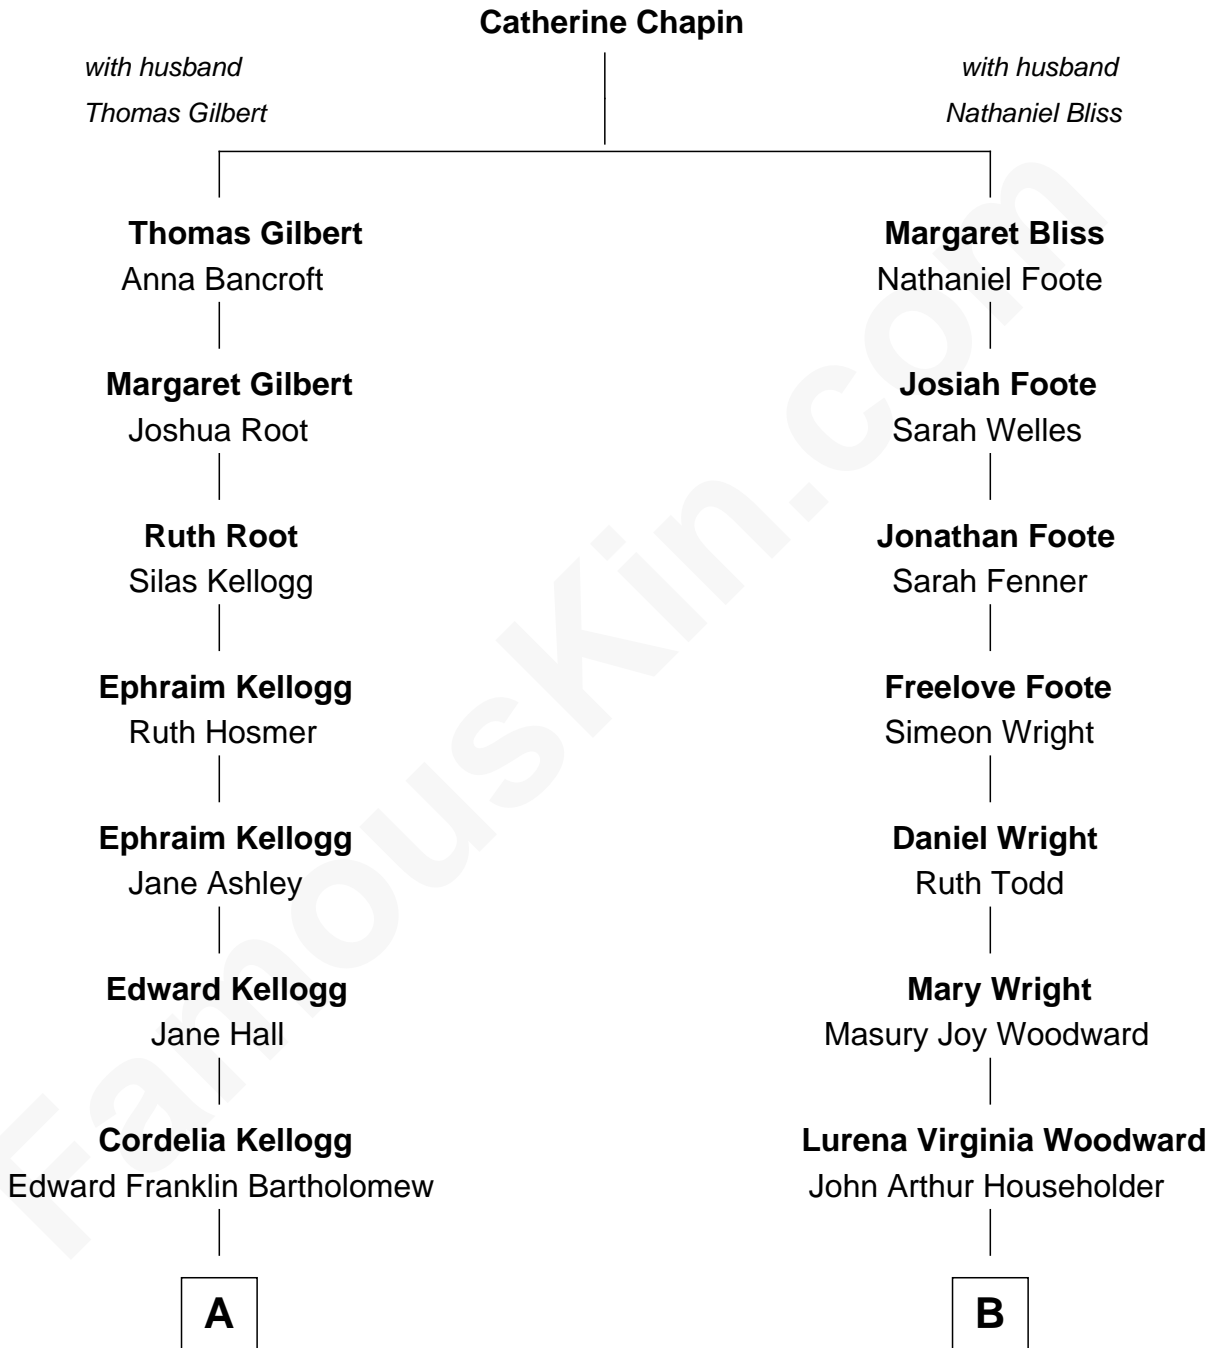 Catherine Chapin
with husband
Thomas Gilbert
with husband
Nathaniel Bliss
Thomas Gilbert
Anna Bancroft
Margaret Bliss
Nathaniel Foote
Margaret Gilbert
Joshua Root
Josiah Foote
Sarah Welles
Ruth Root
Silas Kellogg
Jonathan Foote
Sarah Fenner
Ephraim Kellogg
Ruth Hosmer
Freelove Foote
Simeon Wright
Ephraim Kellogg
Jane Ashley
Daniel Wright
Ruth Todd
Edward Kellogg
Jane Hall
Mary Wright
Masury Joy Woodward
Cordelia Kellogg
Edward Franklin Bartholomew
Lurena Virginia Woodward
John Arthur Householder
A
B
FamousKin.com